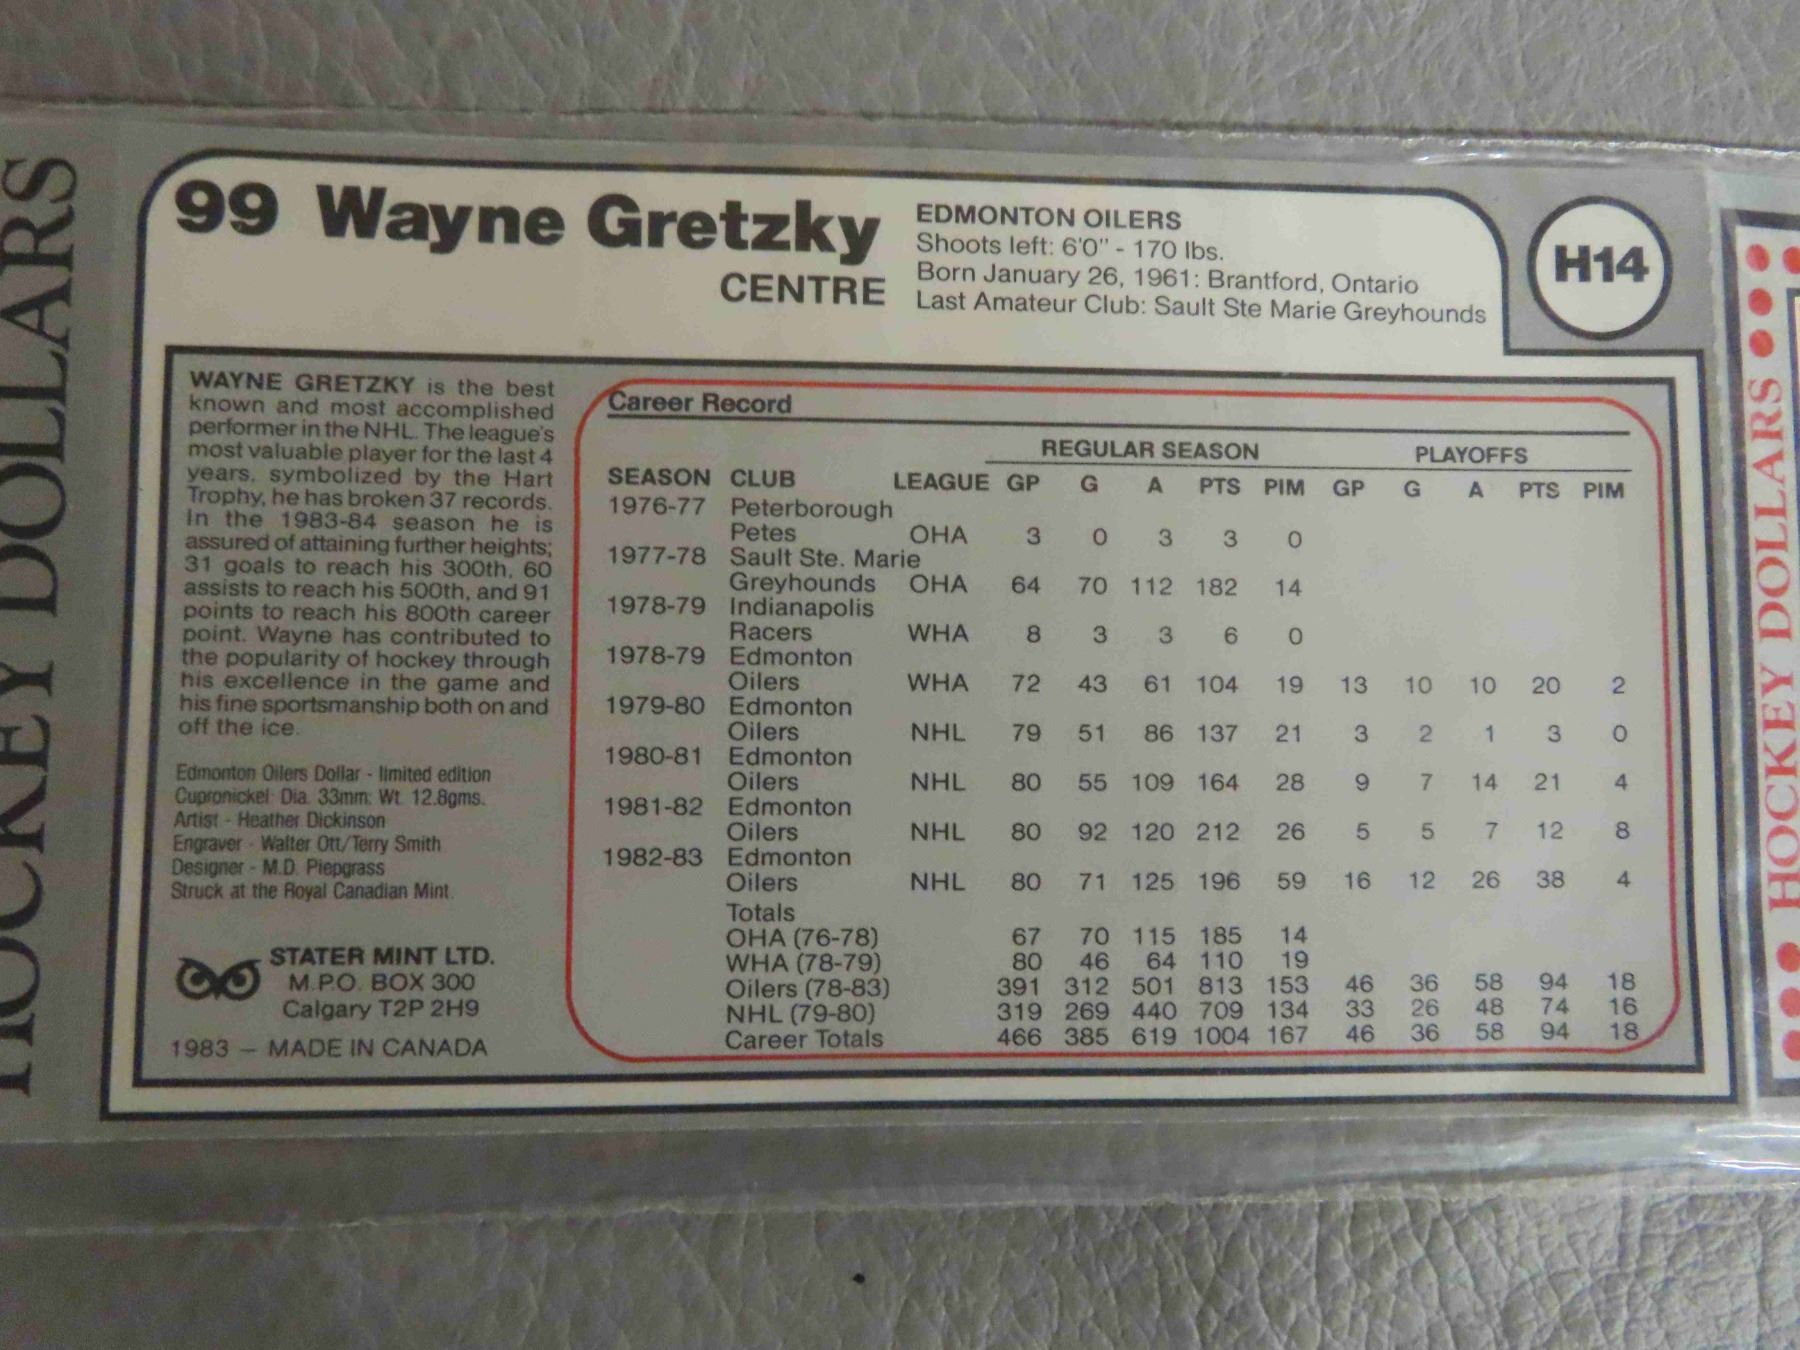 HOCKEY DOLLARS
99 Wayne Gretzky
CENTRE
EDMONTON OILERS
Shoots left: 6'0" - 170 lbs.
Born January 26, 1961: Brantford, Ontario
Last Amateur Club: Sault Ste Marie Greyhounds
H14
WAYNE GRETZKY is the best
known and most accomplished
performer in the NHL. The league's
most valuable player for the last 4
years, symbolized by the Hart
Trophy, he has broken 37 records.
In the 1983-84 season he is
assured of attaining further heights;
31 goals to reach his 300th, 60
assists to reach his 500th, and 91
points to reach his 800th career
point. Wayne has contributed to
the popularity of hockey through
his excellence in the game and
his fine sportsmanship both on and
off the ice.
Edmonton Oilers Dollar - limited edition
Cupronickel: Dia. 33mm: Wt. 12.8gms.
Artist - Heather Dickinson
Engraver - Walter Ott/Terry Smith
Designer - M.D. Piepgrass
Struck at the Royal Canadian Mint.
STATER MINT LTD.
M.P.O. BOX 300
Calgary T2P 2H9
1983 – MADE IN CANADA
Career Record
REGULAR SEASON PLAYOFFS
SEASON CLUB LEAGUE GP G A PTS PIM GP G A PTS PIM
1976-77 Peterborough
Petes OHA 3 0 3 3 0
1977-78 Sault Ste. Marie
Greyhounds OHA 64 70 112 182 14
1978-79 Indianapolis
Racers WHA 8 3 3 6 0
1978-79 Edmonton
Oilers WHA 72 43 61 104 19 13 10 10 20 2
1979-80 Edmonton
Oilers NHL 79 51 86 137 21 3 2 1 3 0
1980-81 Edmonton
Oilers NHL 80 55 109 164 28 9 7 14 21 4
1981-82 Edmonton
Oilers NHL 80 92 120 212 26 5 5 7 12 8
1982-83 Edmonton
Oilers NHL 80 71 125 196 59 16 12 26 38 4
Totals
OHA (76-78) 67 70 115 185 14
WHA (78-79) 80 46 64 110 19
Oilers (78-83) 391 312 501 813 153 46 36 58 94 18
NHL (79-80) 319 269 440 709 134 33 26 48 74 16
Career Totals 466 385 619 1004 167 46 36 58 94 18
HOCKEY DOLLARS